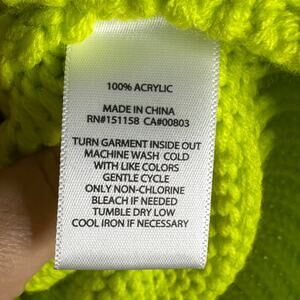 100% ACRYLIC
MADE IN CHINA
RN#151158 CA#00803
TURN GARMENT INSIDE OUT
MACHINE WASH COLD
WITH LIKE COLORS
GENTLE CYCLE
ONLY NON-CHLORINE
BLEACH IF NEEDED
TUMBLE DRY LOW
COOL IRON IF NECESSARY